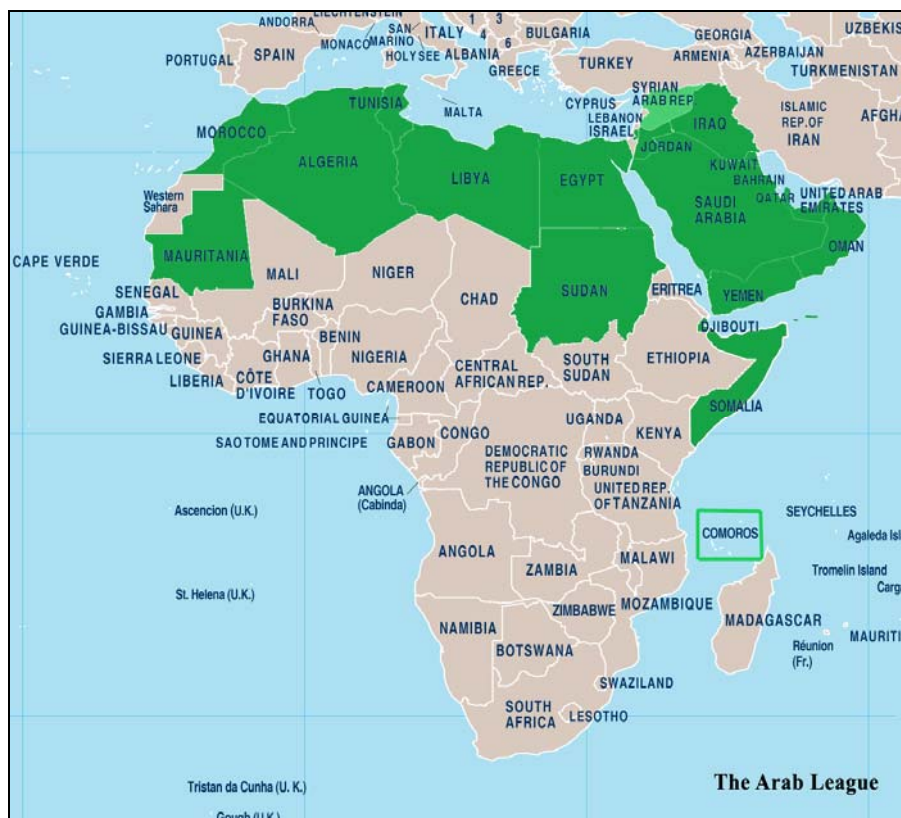 LIECHTENSTEIN
ANDORRA
SAN
MARINO
MONACO
ITALY
1
3
4
6
BULGARIA
GEORGIA
UZBEKIS
PORTUGAL
SPAIN
HOLY SEE
ALBANIA
GREECE
TURKEY
ARMENIA
AZERBAIJAN
TURKMENISTAN
TUNISIA
MALTA
CYPRUS
SYRIAN
ARAB REP.
LEBANON
ISRAEL
IRAQ
ISLAMIC
REP. OF
IRAN
AFGHA
MOROCCO
ALGERIA
LIBYA
EGYPT
JORDAN
KUWAIT
BAHRAIN
QATAR
UNITED ARAB
EMIRATES
SAUDI
ARABIA
OMAN
Western
Sahara
MAURITANIA
CAPE VERDE
MALI
NIGER
CHAD
SUDAN
ERITREA
YEMEN
DJIBOUTI
SENEGAL
GAMBIA
GUINEA-BISSAU
GUINEA
BURKINA
FASO
BENIN
SIERRA LEONE
GHANA
NIGERIA
LIBERIA
CÔTE
D'IVOIRE
TOGO
CAMEROON
CENTRAL
AFRICAN REP.
SOUTH
SUDAN
ETHIOPIA
SOMALIA
EQUATORIAL GUINEA
SAO TOME AND PRINCIPE
GABON
CONGO
UGANDA
KENYA
DEMOCRATIC
REPUBLIC OF
THE CONGO
RWANDA
BURUNDI
UNITED REP.
OF TANZANIA
ANGOLA
(Cabinda)
Ascencion (U.K.)
COMOROS
SEYCHELLES
Agaleda Isl
ANGOLA
ZAMBIA
MALAWI
Tromelin Island
Carg
St. Helena (U.K.)
ZIMBABWE
MOZAMBIQUE
NAMIBIA
BOTSWANA
MADAGASCAR
Réunion
(Fr.)
MAURITI
SWAZILAND
SOUTH
AFRICA
LESOTHO
Tristan da Cunha (U. K.)
Gough (U.K.)
The Arab League